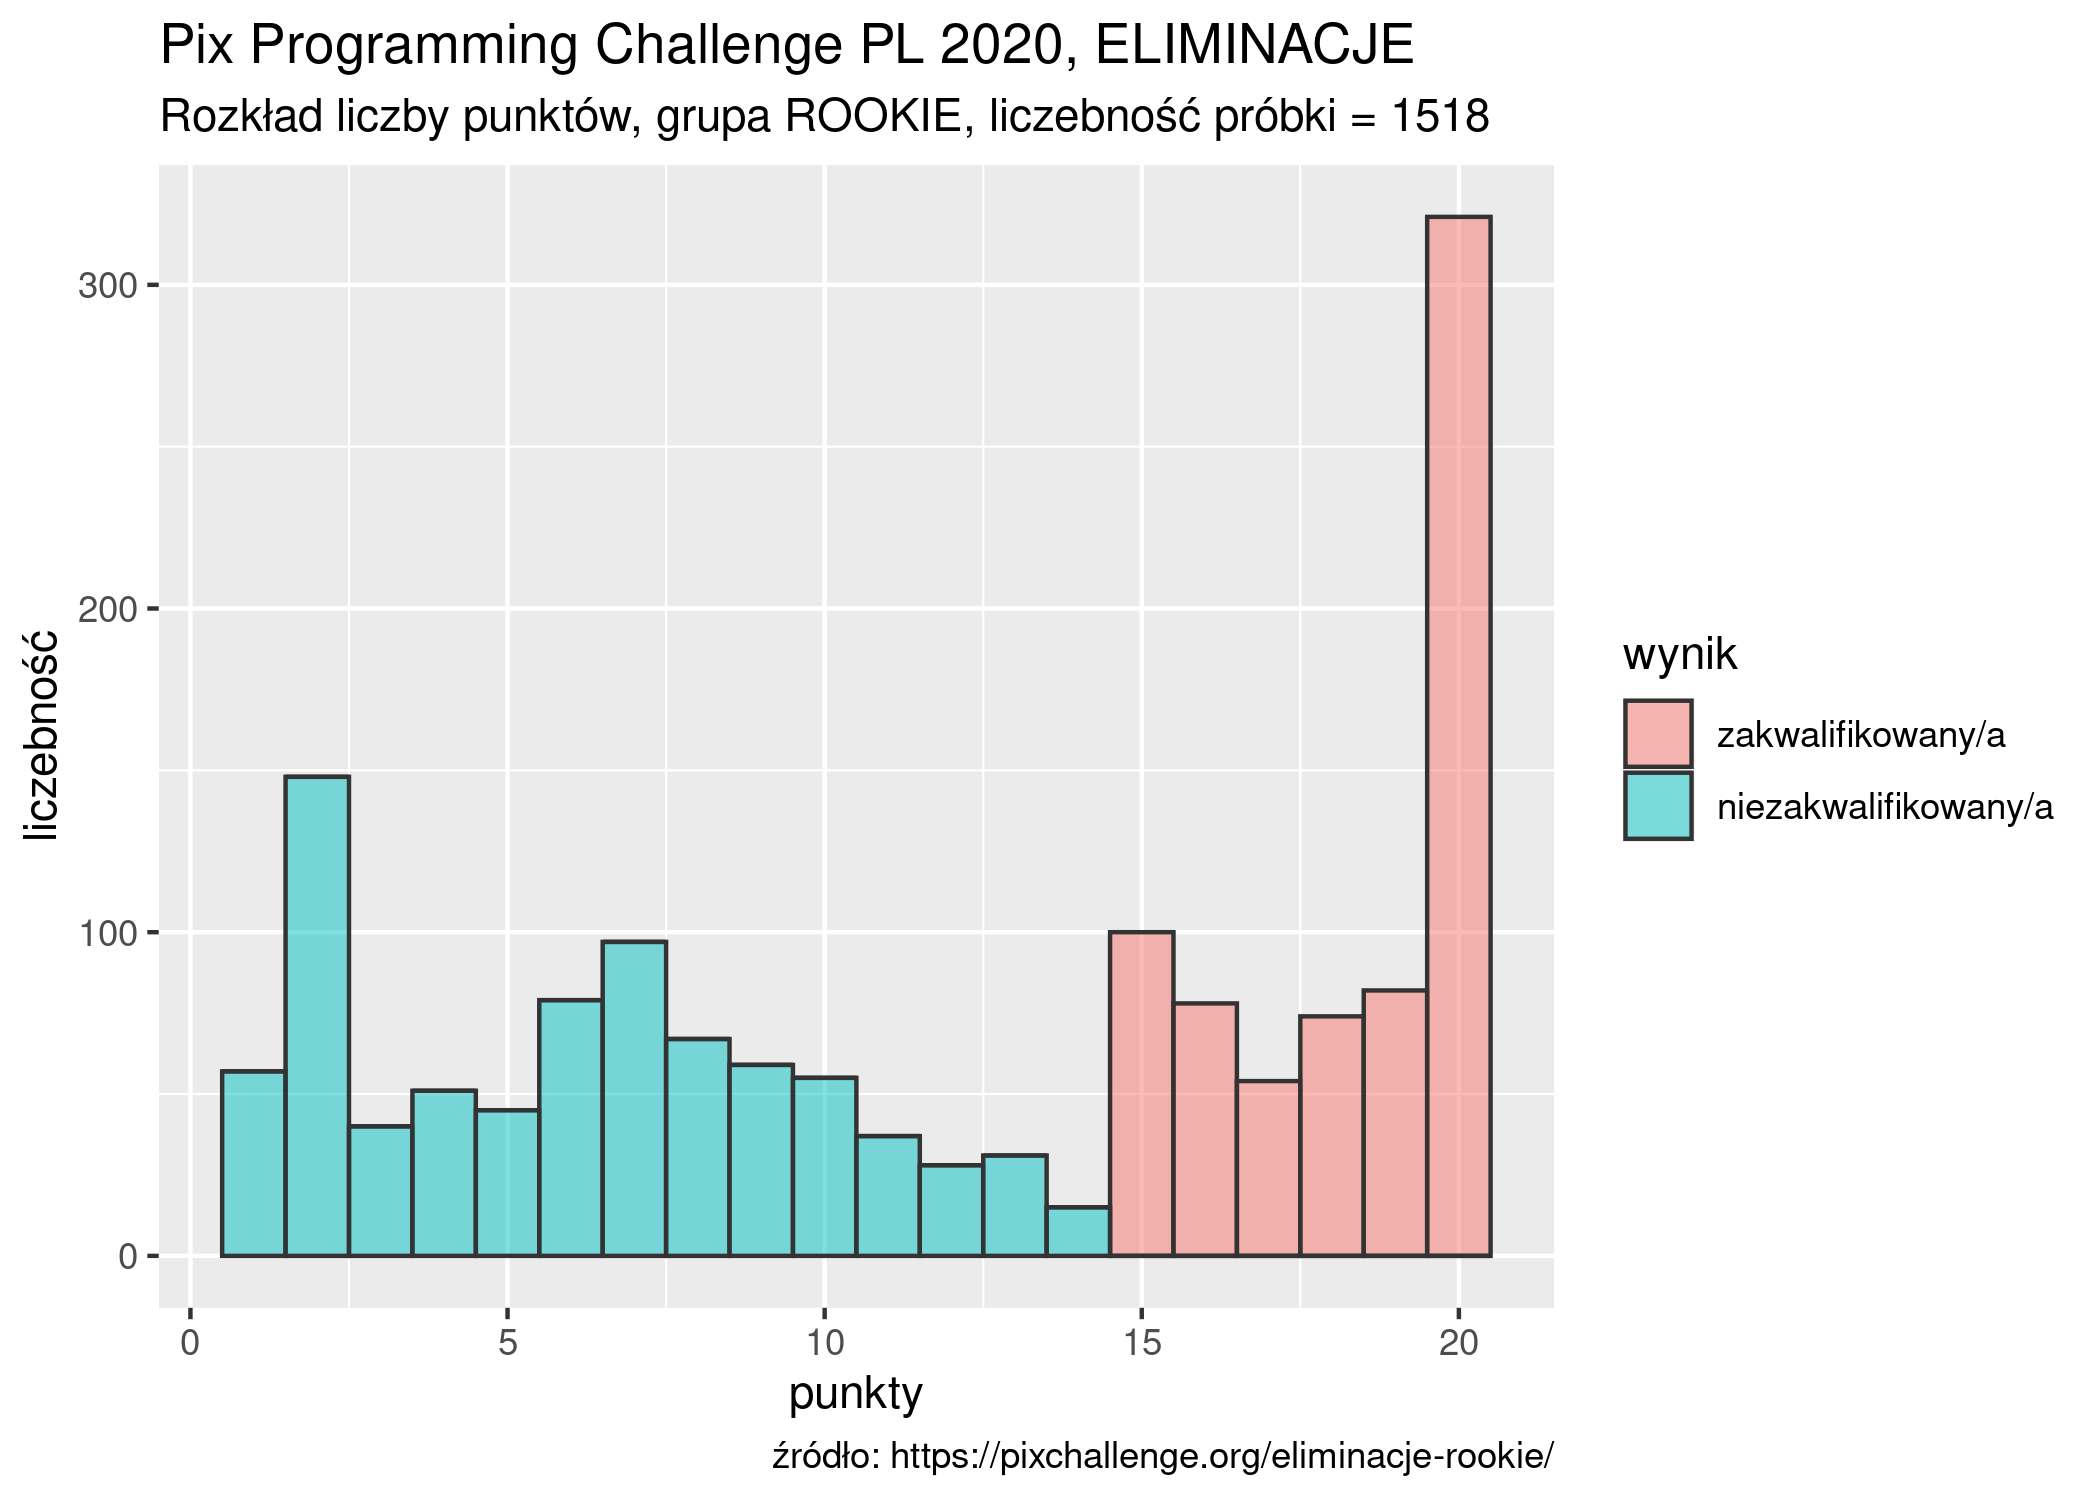 Pix Programming Challenge PL 2020, ELIMINACJE
Rozkład liczby punktów, grupa ROOKIE, liczebność próbki = 1518
300
200
100
0
liczebność
0 5 10 15 20
punkty
wynik
zakwalifikowany/a
niezakwalifikowany/a
źródło: https://pixchallenge.org/eliminacje-rookie/